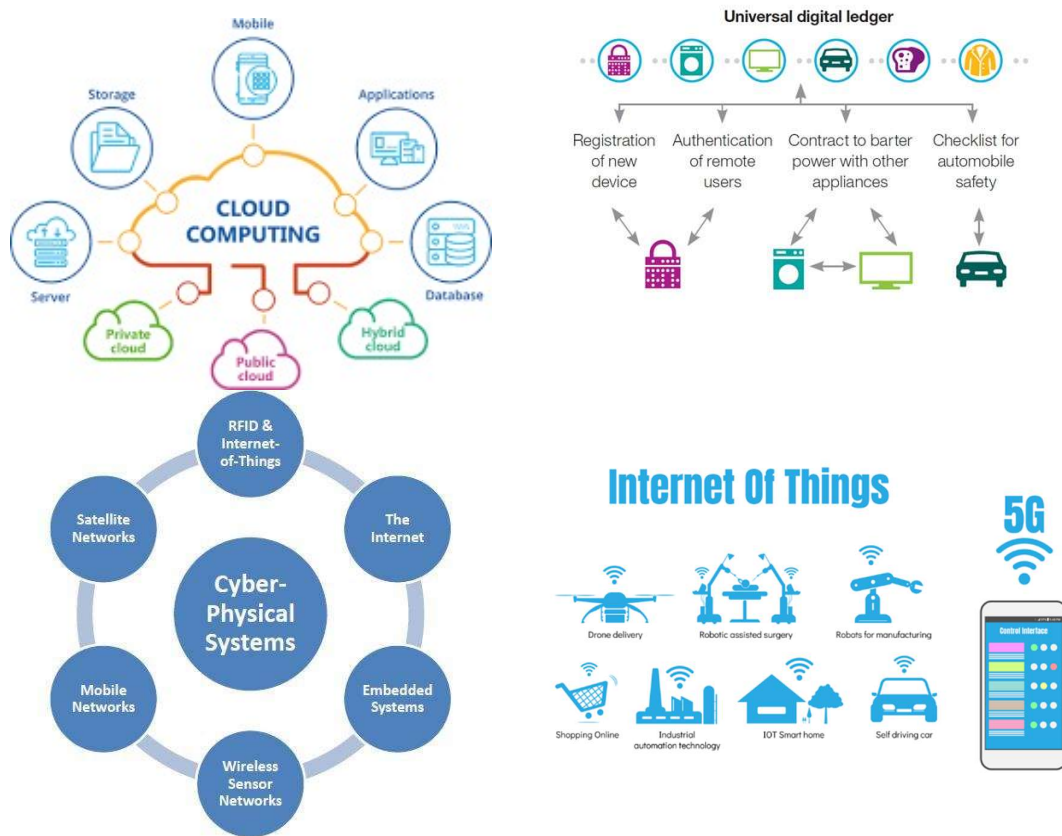 Mobile
Storage
Applications
CLOUD
COMPUTING
Server
Database
Private
cloud
Public
cloud
Hybrid
cloud
Universal digital ledger
Registration
of new
device
Authentication
of remote
users
Contract to barter
power with other
appliances
Checklist for
automobile
safety
RFID &
Internet-
of-Things
Satellite
Networks
The
Internet
Cyber-
Physical
Systems
Mobile
Networks
Embedded
Systems
Wireless
Sensor
Networks
Internet Of Things
5G
Drone delivery
Robotic assisted surgery
Robots for manufacturing
Shopping Online
Industrial
automation technology
IOT Smart home
Self driving car
Control Interface